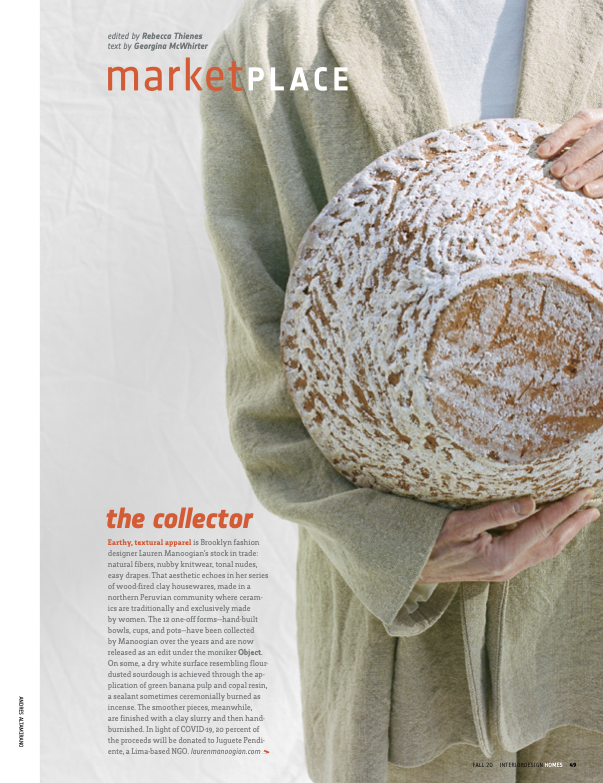 edited by Rebecca Thienes
text by Georgina McWhirter
marketPLACE
the collector
Earthy, textural apparel is Brooklyn fashion
designer Lauren Manoogian's stock in trade:
natural fibers, nubby knitwear, tonal nudes,
easy drapes. That aesthetic echoes in her series
of wood-fired clay housewares, made in a
northern Peruvian community where ceram-
ics are traditionally and exclusively made
by women. The 12 one-off forms—hand-built
bowls, cups, and pots—have been collected
by Manoogian over the years and are now
released as an edit under the moniker Object.
On some, a dry white surface resembling flour-
dusted sourdough is achieved through the ap-
plication of green banana pulp and copal resin,
a sealant sometimes ceremonially burned as
incense. The smoother pieces, meanwhile,
are finished with a clay slurry and then hand-
burnished. In light of COVID-19, 20 percent of
the proceeds will be donated to Juguete Pendi-
ente, a Lima-based NGO. laurenmanoogian.com
ANDRES ALTAMIRANO
FALL 20 INTERIORDESIGN HOMES 49